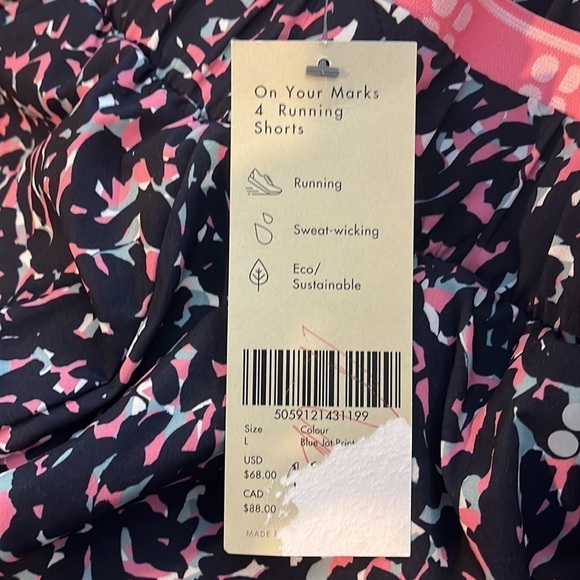 On Your Marks
4 Running
Shorts
Running
Sweat-wicking
Eco/
Sustainable
5059121431199
Size Colour
L Blue Jot Print
USD
$68.00
CAD
$88.00
MADE